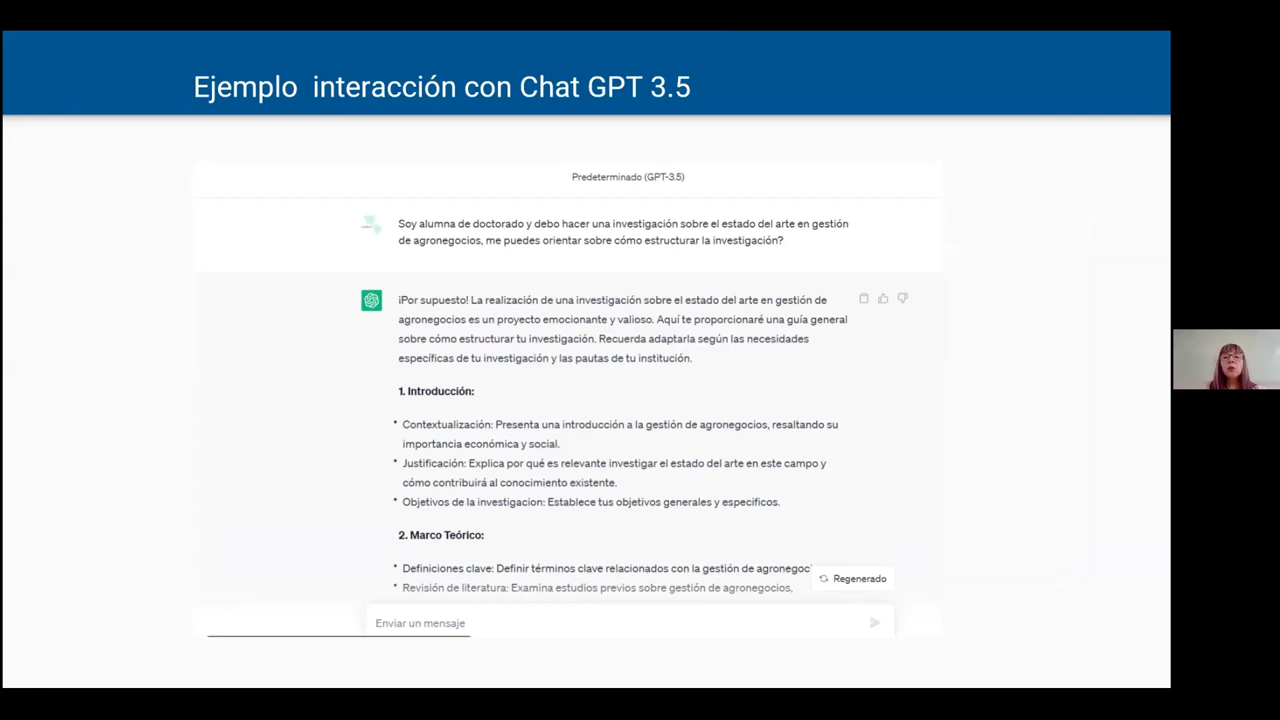 Ejemplo interacción con Chat GPT 3.5
Predeterminado (GPT-3.5)
Soy alumna de doctorado y debo hacer una investigación sobre el estado del arte en gestión
de agronegocios, me puedes orientar sobre cómo estructurar la investigación?
¡Por supuesto! La realización de una investigación sobre el estado del arte en gestión de
agronegocios es un proyecto emocionante y valioso. Aquí te proporcionaré una guía general
sobre cómo estructurar tu investigación. Recuerda adaptarla según las necesidades
específicas de tu investigación y las pautas de tu institución.
1. Introducción:
• Contextualización: Presenta una introducción a la gestión de agronegocios, resaltando su
importancia económica y social.
• Justificación: Explica por qué es relevante investigar el estado del arte en este campo y
cómo contribuirá al conocimiento existente.
• Objetivos de la investigacion: Establece tus objetivos generales y específicos.
2. Marco Teórico:
• Definiciones clave: Definir términos clave relacionados con la gestión de agronegoc
Regenerado
• Revisión de literatura: Examina estudios previos sobre gestión de agronegocios,
Enviar un mensaje